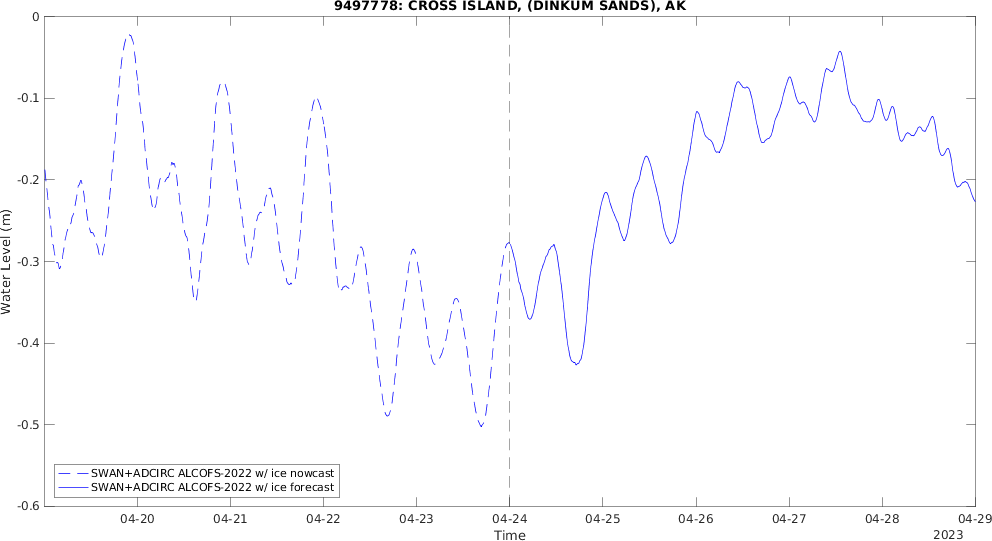 9497778: CROSS ISLAND, (DINKUM SANDS), AK
0
-0.1
-0.2
-0.3
-0.4
-0.5
-0.6
Water Level (m)
SWAN+ADCIRC ALCOFS-2022 w/ ice nowcast
SWAN+ADCIRC ALCOFS-2022 w/ ice forecast
04-20 04-21 04-22 04-23 04-24 04-25 04-26 04-27 04-28 04-29
Time
2023